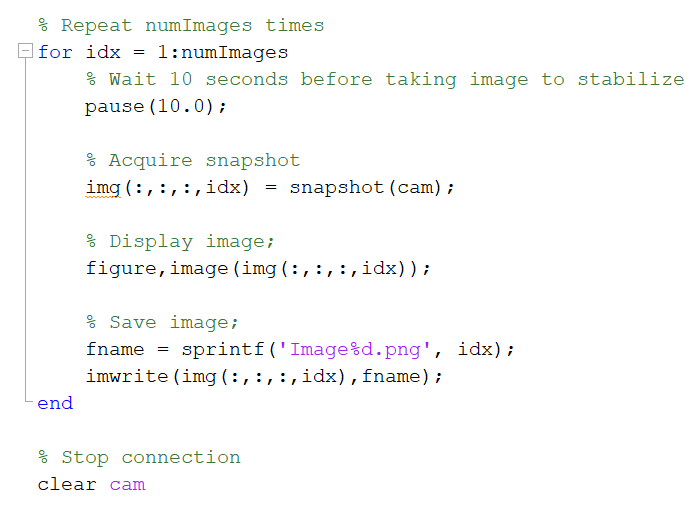 % Repeat numImages times
for idx = 1:numImages
% Wait 10 seconds before taking image to stabilize
pause(10.0);
% Acquire snapshot
img(:,:,:,idx) = snapshot(cam);
% Display image;
figure,image(img(:,:,:,idx));
% Save image;
fname = sprintf('Image%d.png', idx);
imwrite(img(:,:,:,idx),fname);
end
% Stop connection
clear cam